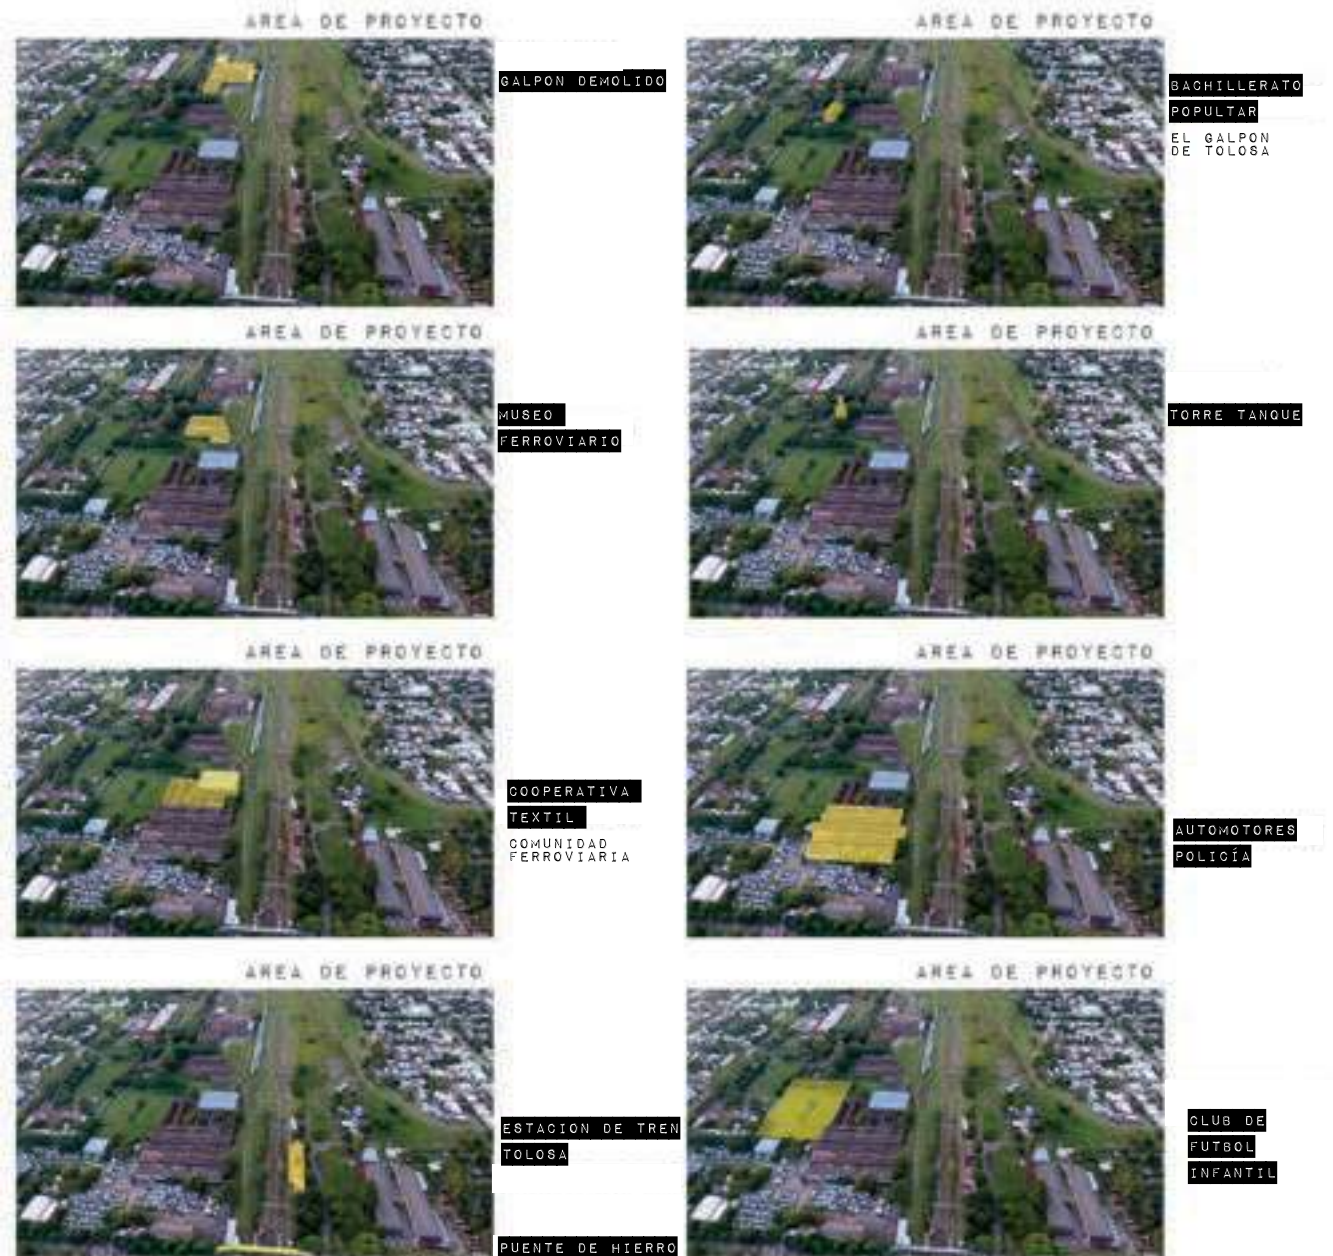 AREA DE PROYECTO
GALPON DEMOLIDO
AREA DE PROYECTO
BACHILLERATO
POPULTAR
EL GALPON
DE TOLOSA
AREA DE PROYECTO
MUSEO
FERROVIARIO
AREA DE PROYECTO
TORRE TANQUE
AREA DE PROYECTO
COOPERATIVA
TEXTIL
COMUNIDAD
FERROVIARIA
AREA DE PROYECTO
AUTOMOTORES
POLICÍA
AREA DE PROYECTO
ESTACION DE TREN
TOLOSA
PUENTE DE HIERRO
AREA DE PROYECTO
CLUB DE
FUTBOL
INFANTIL